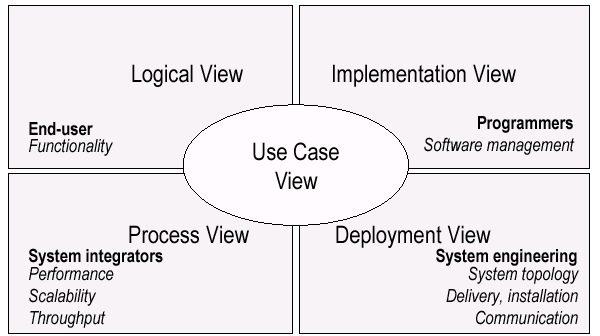 Logical View
End-user
Functionality
Implementation View
Programmers
Software management
Use Case
View
Process View
System integrators
Performance
Scalability
Throughput
Deployment View
System engineering
System topology
Delivery, installation
Communication